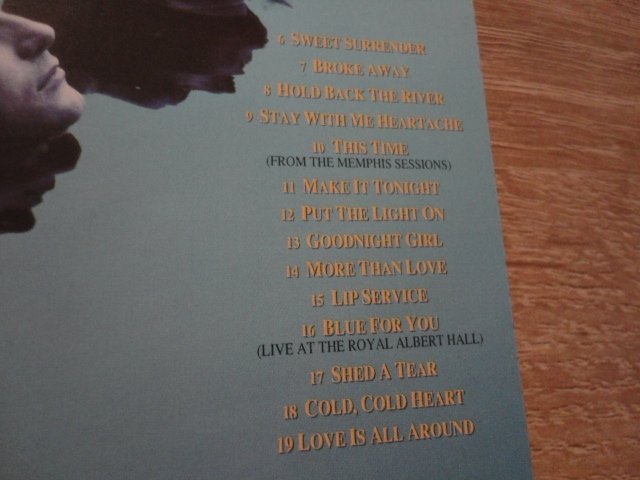 6 SWEET SURRENDER
7 BROKE AWAY
8 HOLD BACK THE RIVER
9 STAY WITH ME HEARTACHE
10 THIS TIME
(FROM THE MEMPHIS SESSIONS)
11 MAKE IT TONIGHT
12 PUT THE LIGHT ON
13 GOODNIGHT GIRL
14 MORE THAN LOVE
15 LIP SERVICE
16 BLUE FOR YOU
(LIVE AT THE ROYAL ALBERT HALL)
17 SHED A TEAR
18 COLD, COLD HEART
19 LOVE IS ALL AROUND